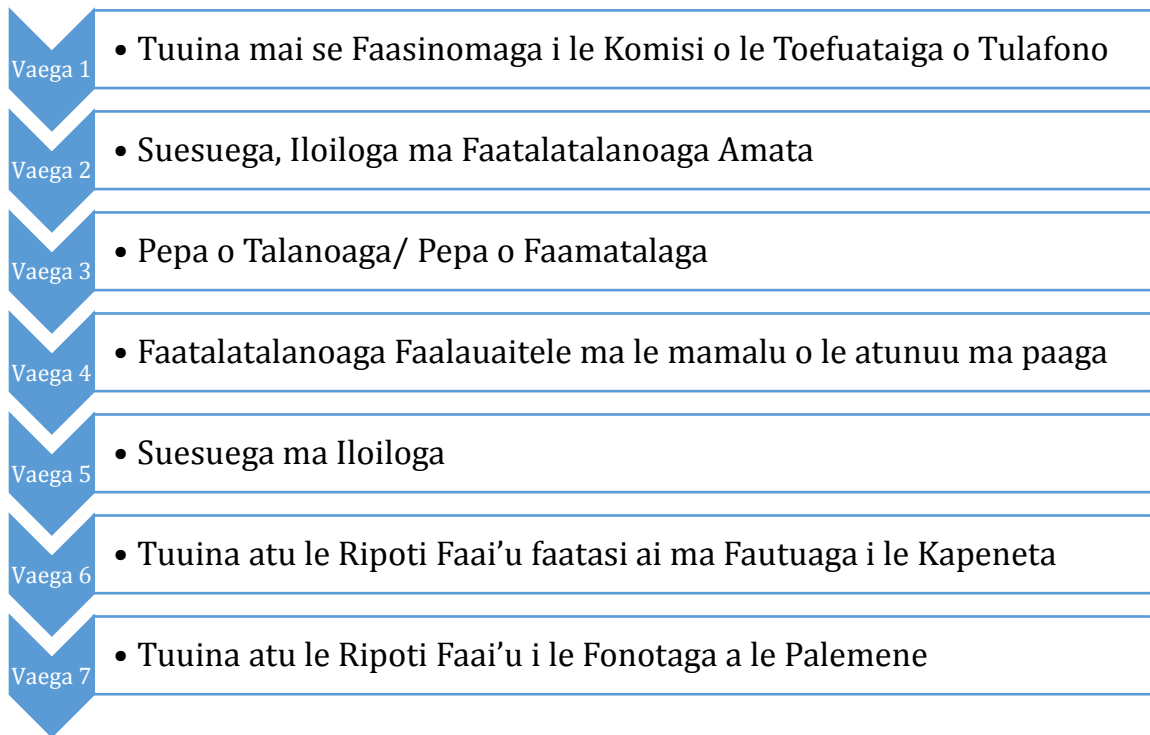 Vaega 1
• Tuuina mai se Faasinomaga i le Komisi o le Toefuataiga o Tulafono
Vaega 2
• Suesuega, Iloiloga ma Faatalatalanoaga Amata
Vaega 3
• Pepa o Talanoaga/ Pepa o Faamatalaga
Vaega 4
• Faatalatalanoaga Faalauaitele ma le mamalu o le atunuu ma paaga
Vaega 5
• Suesuega ma Iloiloga
Vaega 6
• Tuuina atu le Ripoti Faai’u faatasi ai ma Fautuaga i le Kapeneta
Vaega 7
• Tuuina atu le Ripoti Faai’u i le Fonotaga a le Palemene